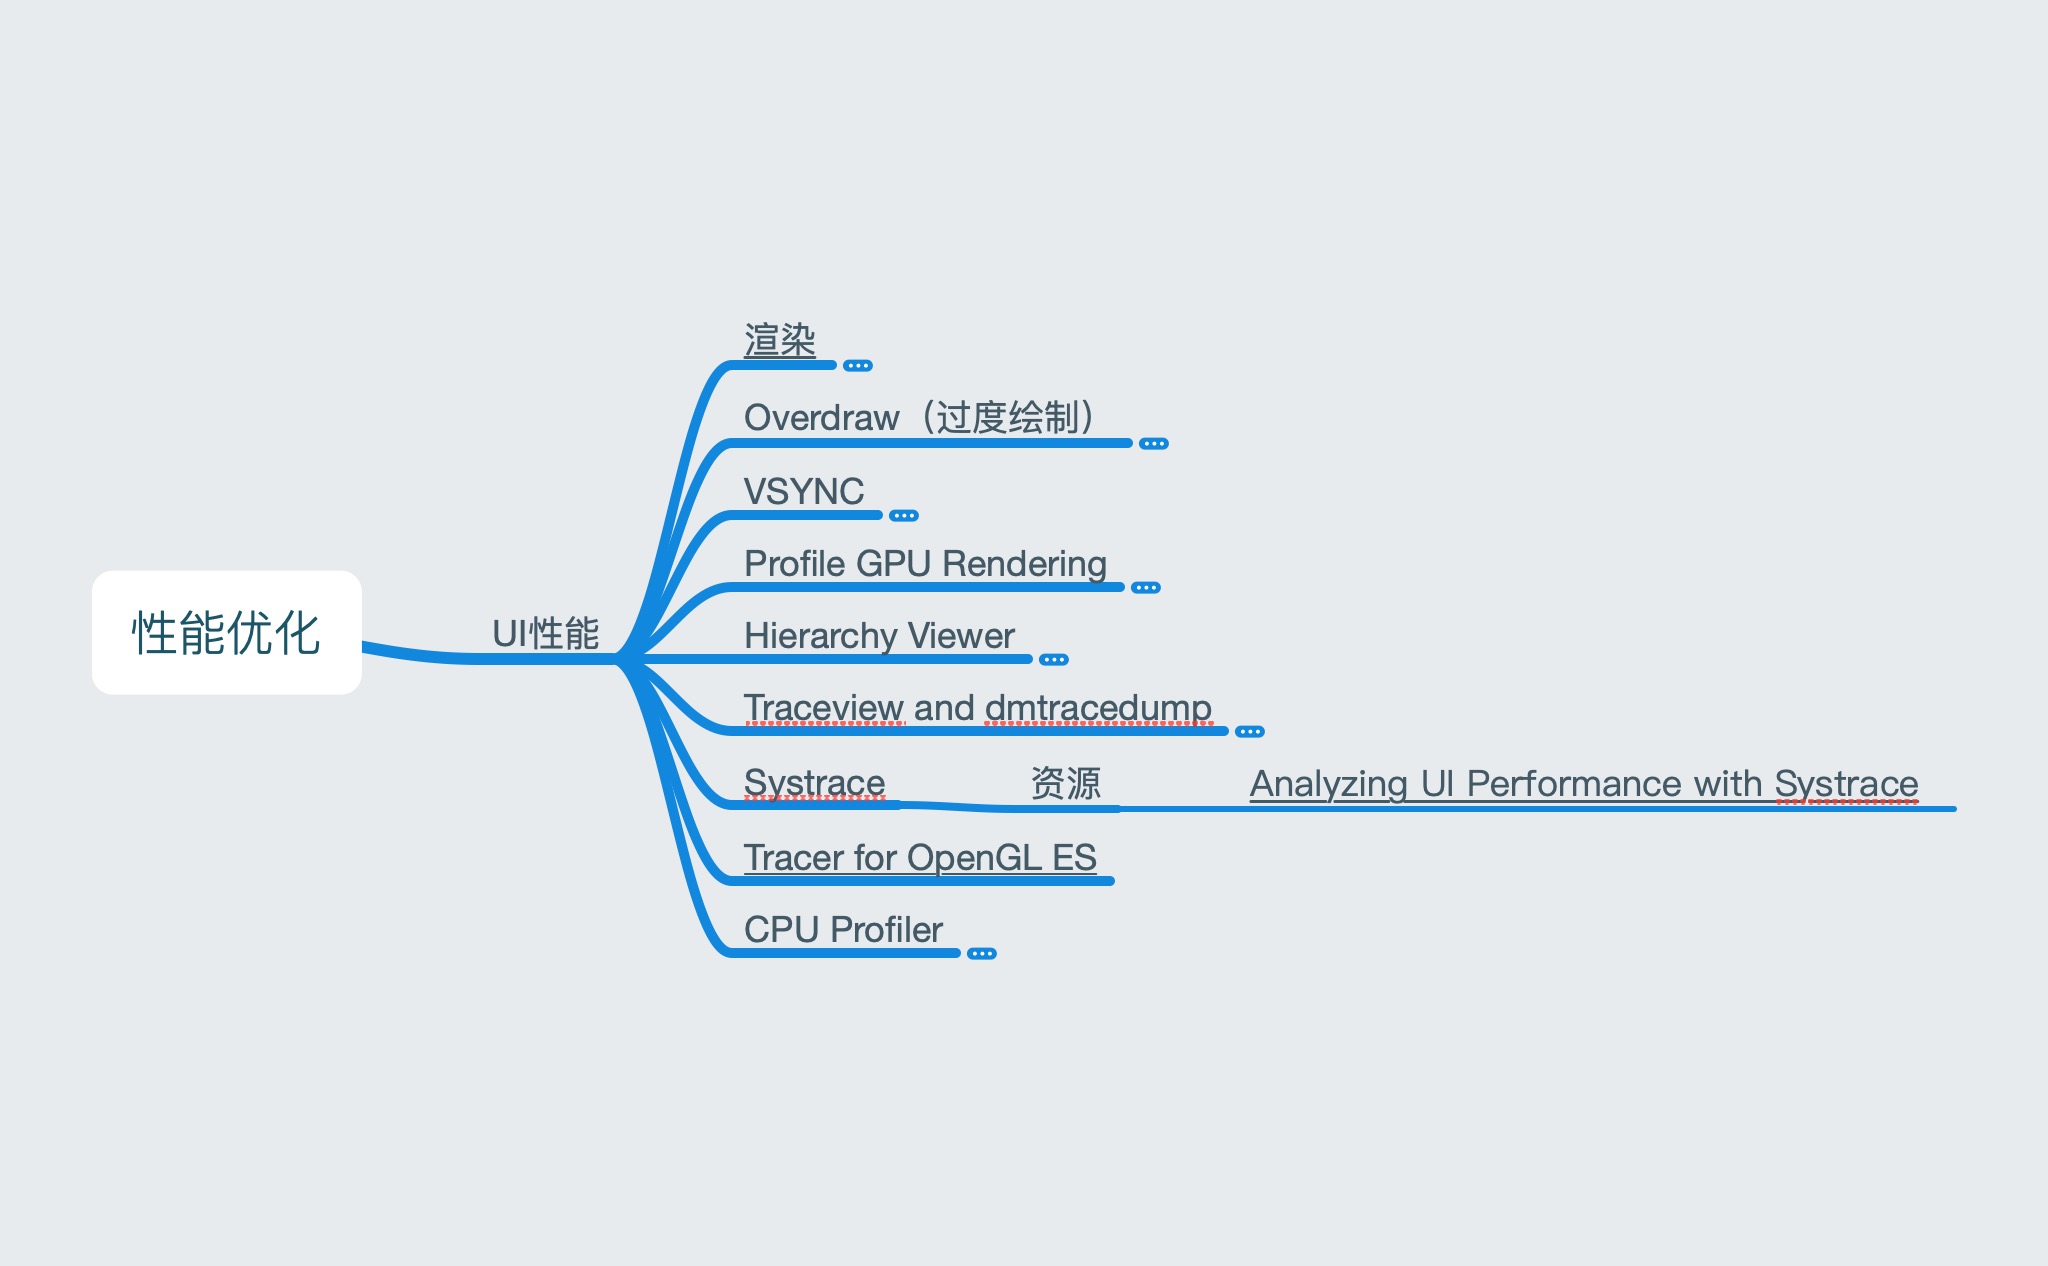 性能优化
UI性能
渲染
Overdraw（过度绘制）
VSYNC
Profile GPU Rendering
Hierarchy Viewer
Traceview and dmtracedump
Systrace
资源
Analyzing UI Performance with Systrace
Tracer for OpenGL ES
CPU Profiler